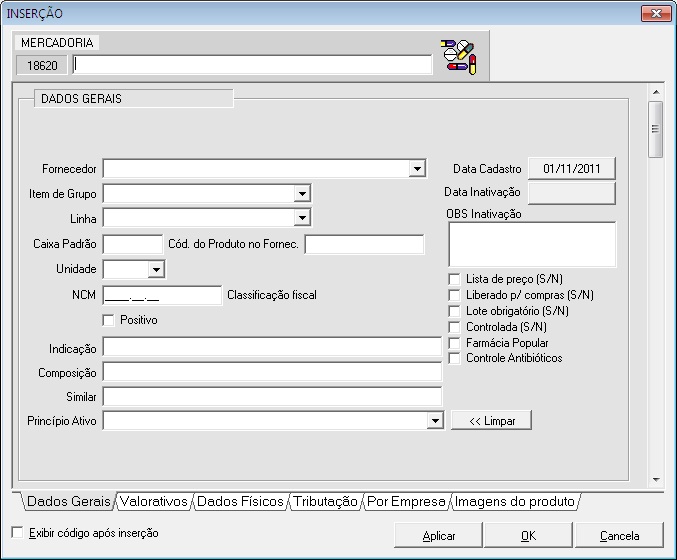 INSERÇÃO
MERCADORIA
18620
DADOS GERAIS
Fornecedor
Data Cadastro 01/11/2011
Item de Grupo
Data Inativação
Linha
OBS Inativação
Caixa Padrão
Cód. do Produto no Fornec.
Unidade
Lista de preço (S/N)
NCM ____.__.__ Classificação fiscal
Liberado p/ compras (S/N)
Lote obrigatório (S/N)
Positivo
Controlada (S/N)
Indicação
Farmácia Popular
Controle Antibióticos
Composição
Similar
Princípio Ativo
<< Limpar
Dados Gerais Valorativos Dados Físicos Tributação Por Empresa Imagens do produto
Exibir código após inserção
Aplicar OK Cancela